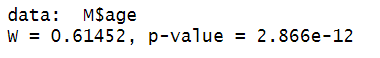 data:  M$age
W = 0.61452, p-value = 2.866e-12